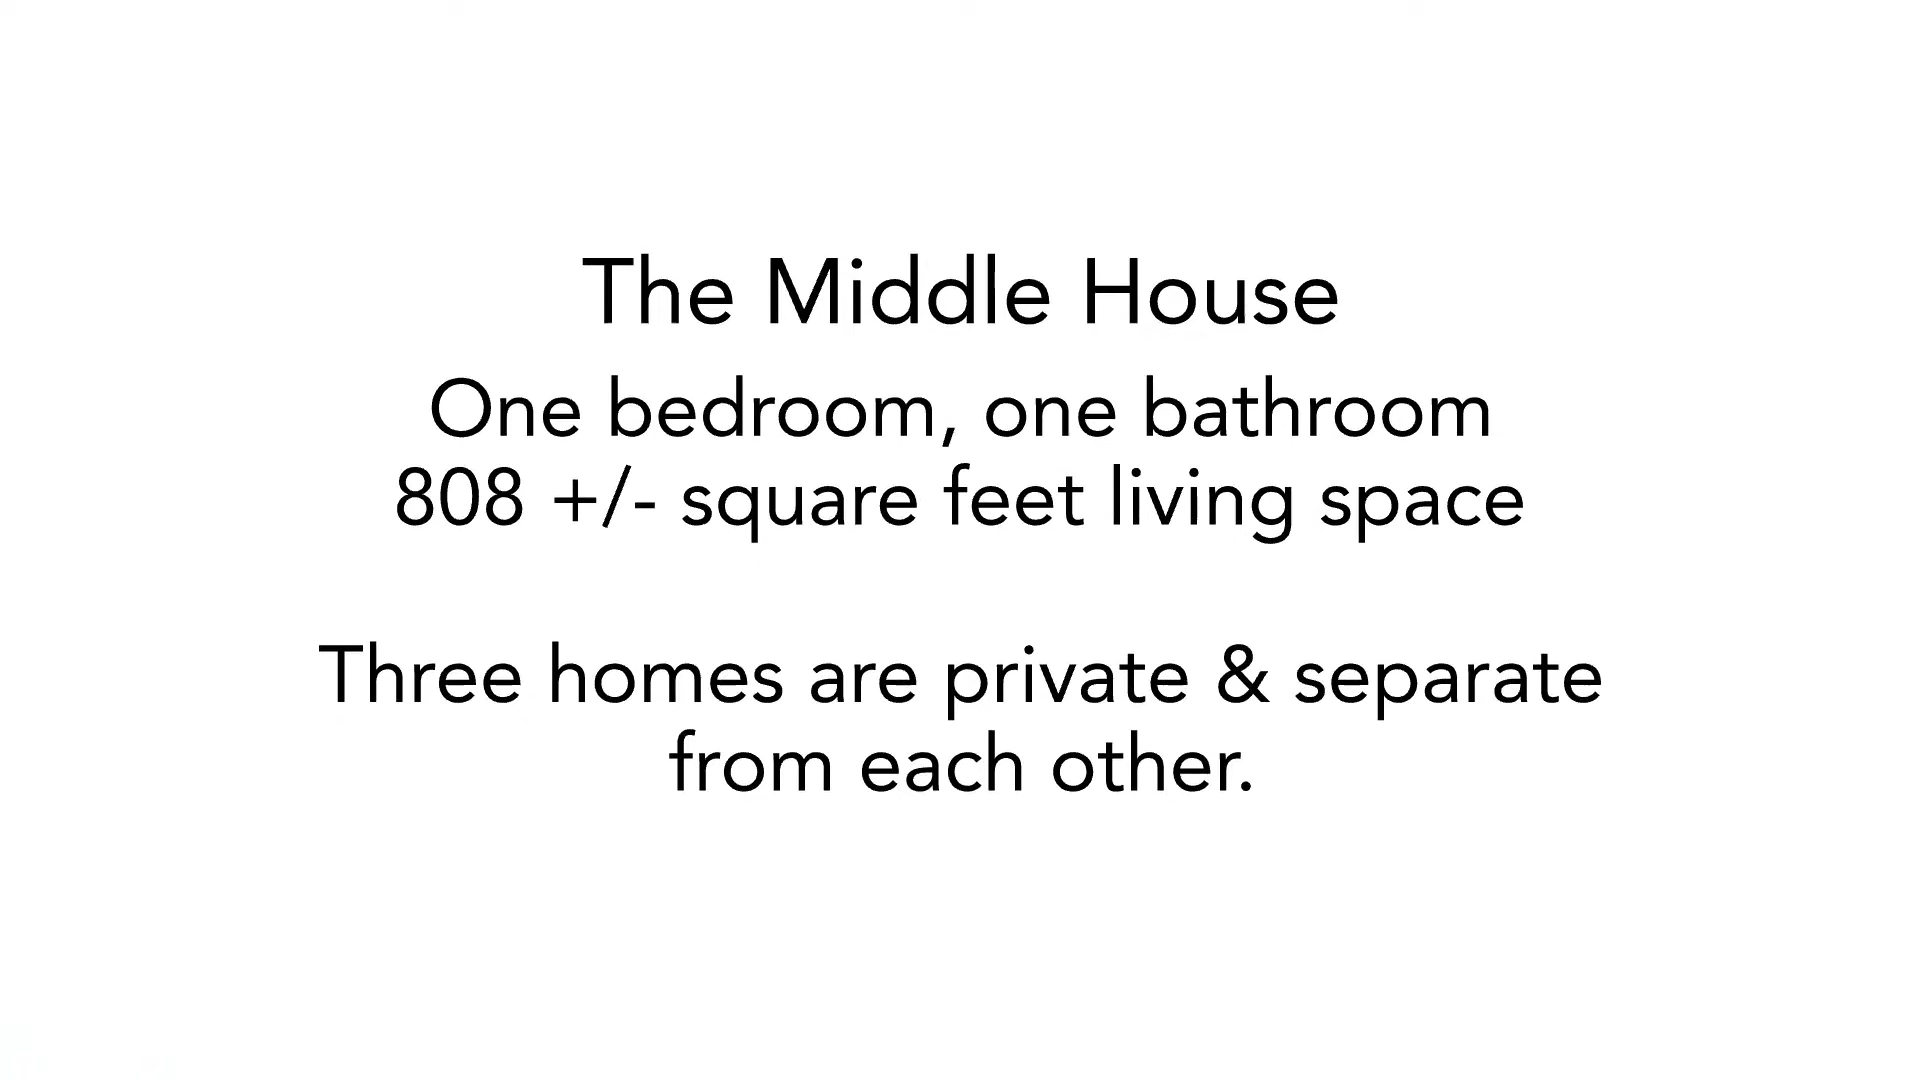 The Middle House
One bedroom, one bathroom
808 +/- square feet living space
Three homes are private & separate
from each other.